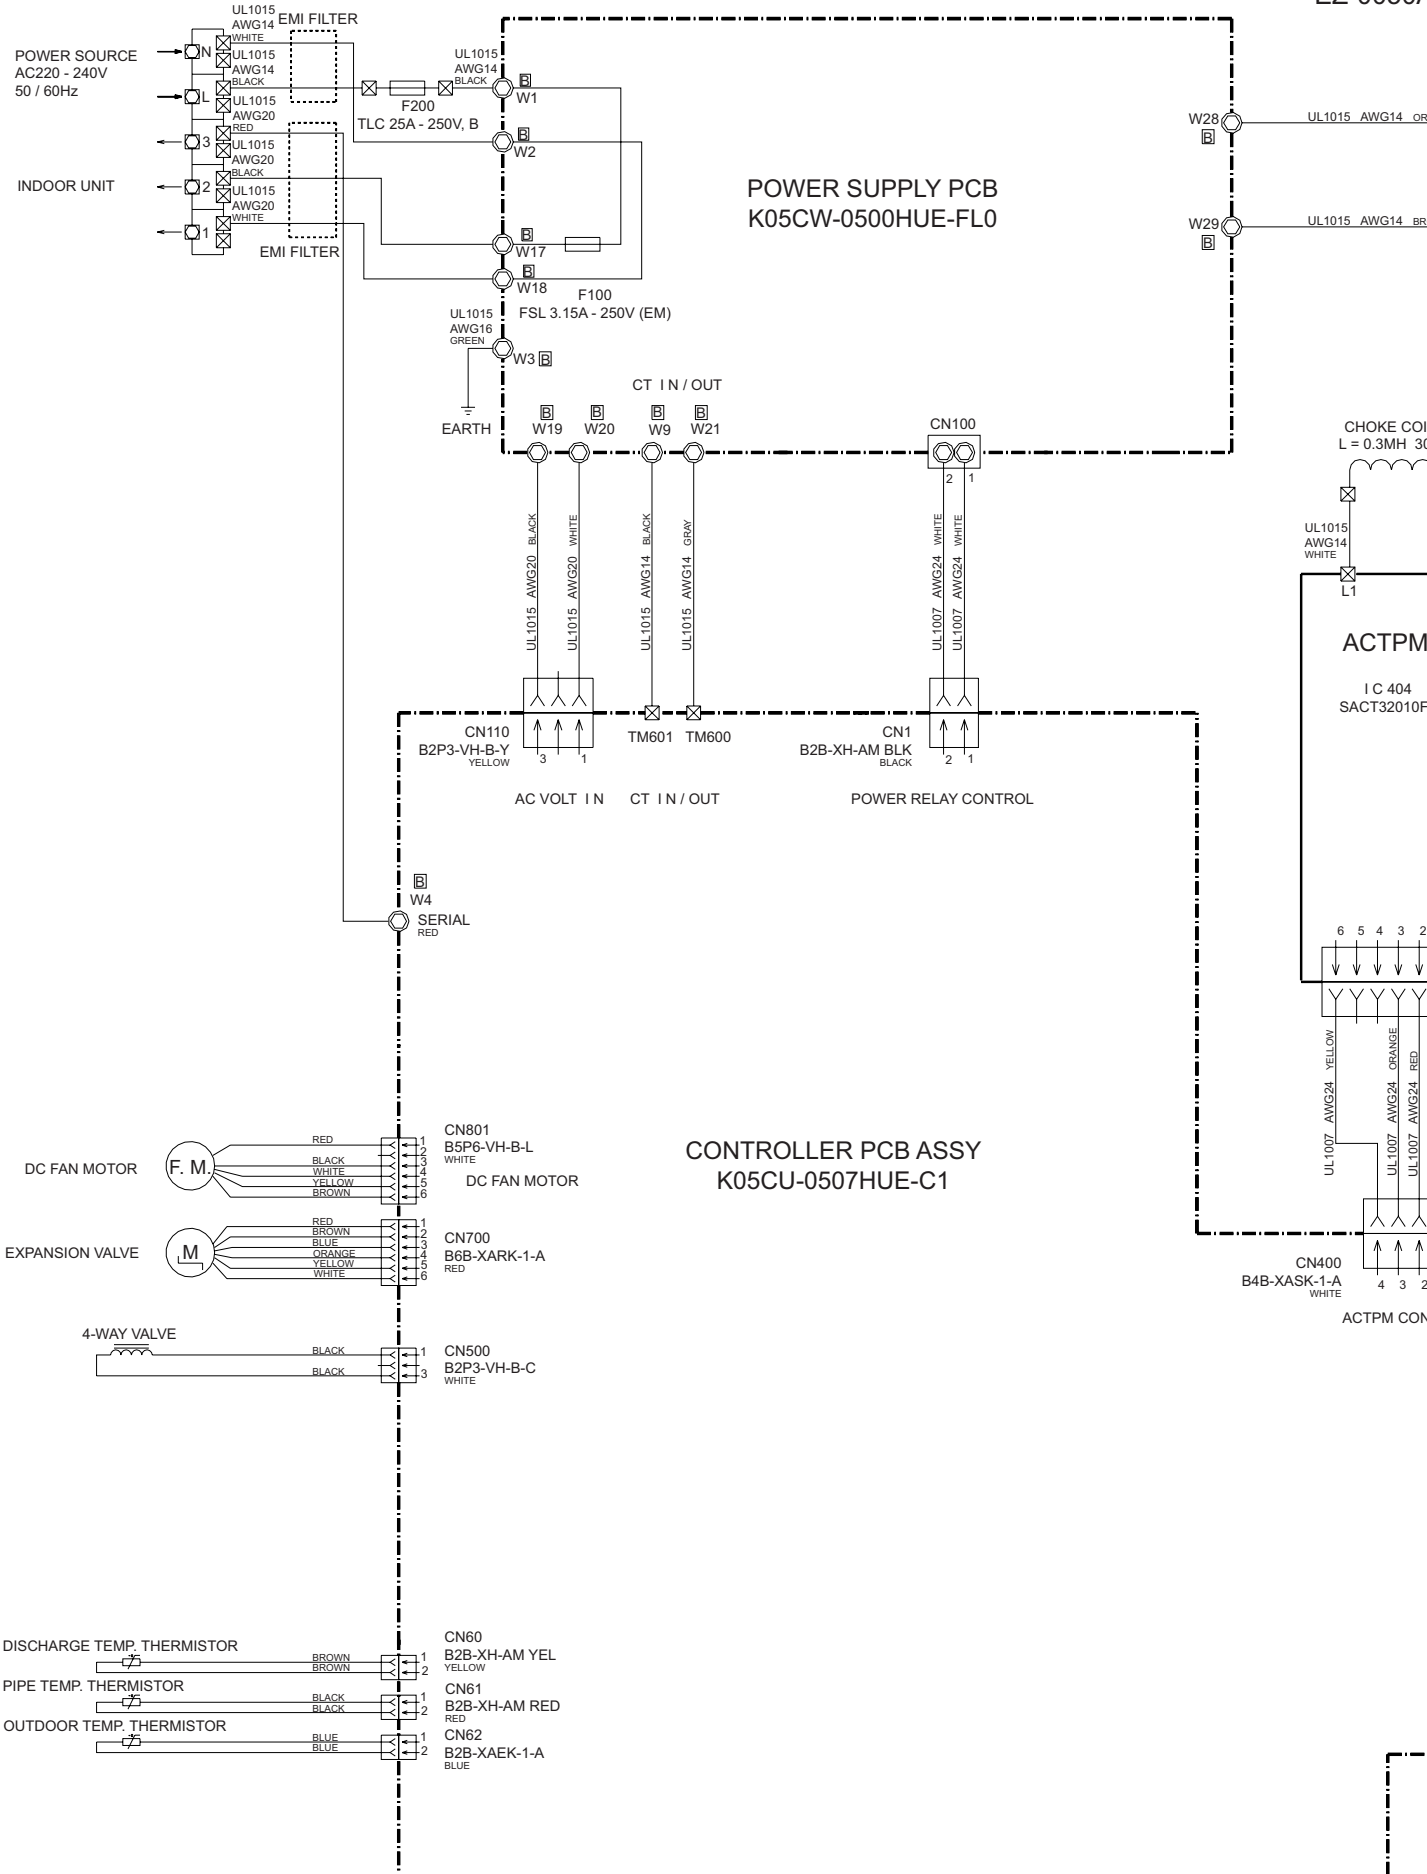 UL1015
AWG14
WHITE
EMI FILTER
POWER SOURCE
AC220 - 240V
50 / 60Hz
N
UL1015
AWG14
BLACK
L
UL1015
AWG20
RED
3
UL1015
AWG20
BLACK
INDOOR UNIT
2
UL1015
AWG20
WHITE
1
EMI FILTER
F200
TLC 25A - 250V, B
UL1015
AWG14
BLACK
B
W1
B
W2
B
W17
B
W18
F100
FSL 3.15A - 250V (EM)
UL1015
AWG16
GREEN
W3 B
EARTH
POWER SUPPLY PCB
K05CW-0500HUE-FL0
W28
B
UL1015 AWG14
W29
B
UL1015 AWG14
CT I N / OUT
B B B B
W19 W20 W9 W21
CN100
2 1
UL1015 AWG20 BLACK
UL1015 AWG20 WHITE
UL1015 AWG14 BLACK
UL1015 AWG14 GRAY
UL1007 AWG24 WHITE
UL1007 AWG24 WHITE
CHOKE
L = 0.3MH
UL1015
AWG14
WHITE
L1
ACTPM
I C 404
SACT32010F
CN110
B2P3-VH-B-Y
YELLOW
3 1
TM601 TM600
CN1
B2B-XH-AM BLK
BLACK
2 1
AC VOLT I N
CT I N / OUT
POWER RELAY CONTROL
B
W4
SERIAL
RED
6 5 4 3 2
UL1007 AWG24 YELLOW
UL1007 AWG24 ORANGE
UL1007 AWG24 RED
CN400
B4B-XASK-1-A
WHITE
4 3 2
ACTPM
CONTROLLER PCB ASSY
K05CU-0507HUE-C1
DC FAN MOTOR
F. M.
RED
BLACK
WHITE
YELLOW
BROWN
1
2
3
4
5
6
CN801
B5P6-VH-B-L
WHITE
DC FAN MOTOR
EXPANSION VALVE
M
RED
BROWN
BLUE
ORANGE
YELLOW
WHITE
1
2
3
4
5
6
CN700
B6B-XARK-1-A
RED
4-WAY VALVE
BLACK
BLACK
1
3
CN500
B2P3-VH-B-C
WHITE
DISCHARGE TEMP. THERMISTOR
BROWN
BROWN
1
2
CN60
B2B-XH-AM YEL
YELLOW
PIPE TEMP. THERMISTOR
BLACK
BLACK
1
2
CN61
B2B-XH-AM RED
RED
OUTDOOR TEMP. THERMISTOR
BLUE
BLUE
1
2
CN62
B2B-XAEK-1-A
BLUE